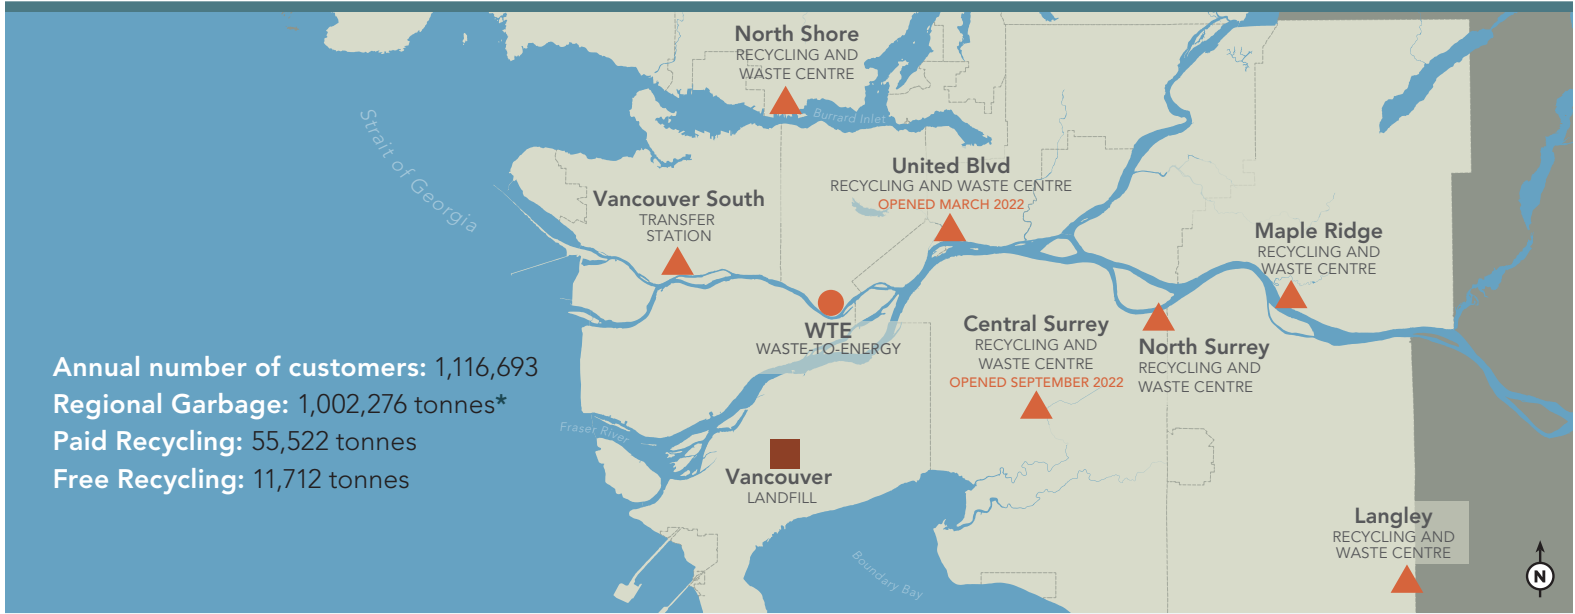 North Shore
RECYCLING AND
WASTE CENTRE
Burrard Inlet
Strait of Georgia
United Blvd
RECYCLING AND WASTE CENTRE
OPENED MARCH 2022
Vancouver South
TRANSFER
STATION
Maple Ridge
RECYCLING AND
WASTE CENTRE
WTE
WASTE-TO-ENERGY
Central Surrey
RECYCLING AND
WASTE CENTRE
OPENED SEPTEMBER 2022
North Surrey
RECYCLING AND
WASTE CENTRE
Annual number of customers: 1,116,693
Regional Garbage: 1,002,276 tonnes*
Paid Recycling: 55,522 tonnes
Free Recycling: 11,712 tonnes
Fraser River
Vancouver
LANDFILL
Langley
RECYCLING AND
WASTE CENTRE
Boundary Bay
N